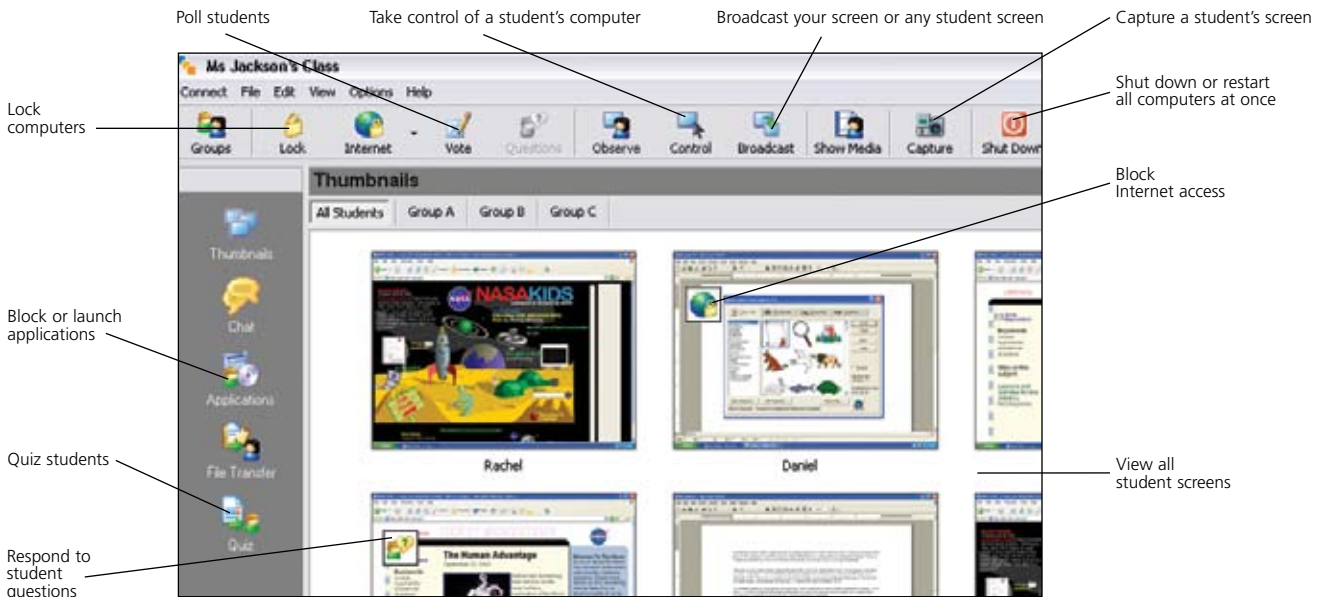 Poll students
Take control of a student's computer
Broadcast your screen or any student screen
Capture a student's screen
Lock
computers
Shut down or restart
all computers at once
Block
Internet access
Block or launch
applications
Quiz students
View all
student screens
Respond to
student
questions
Ms Jackson's Class
Connect File Edit View Options Help
Groups Lock Internet Vote Questions Observe Control Broadcast Show Media Capture Shut Down
Thumbnails
All Students Group A Group B Group C
Thumbnails
Chat
Applications
File Transfer
Quiz
NASAKIDS
Rachel Daniel
The Human Advantage